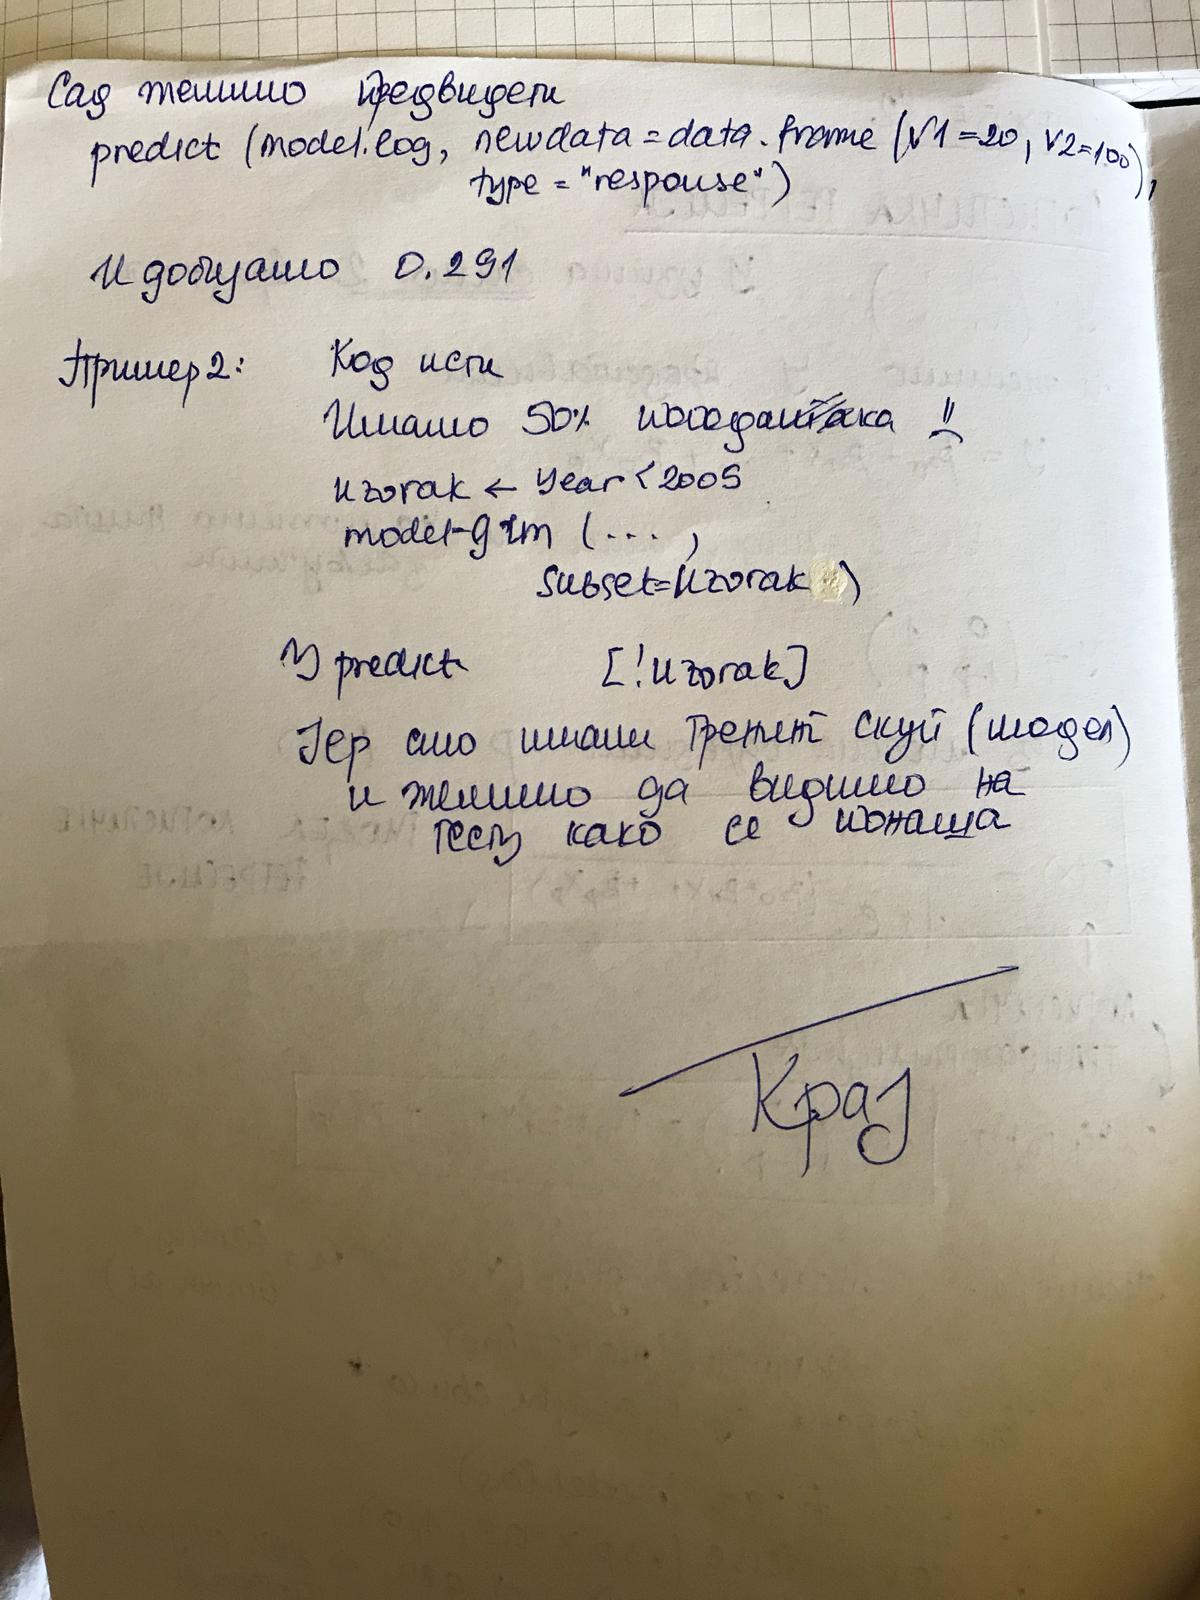 Сад желимо предвидети
predict (model.log, newdata = data.frame (V1=20, V2=100),
type = "response")
И добијамо 0.291
Пример 2: Код исти
Имамо 50% погодака !!
uzorak ← Year < 2005
model-glm (...,
subset=uzorak)
У predict [!uzorak]
Јер смо имали тренинг скуп (модел)
и желимо да видимо на
тесту како се понаша
Крај